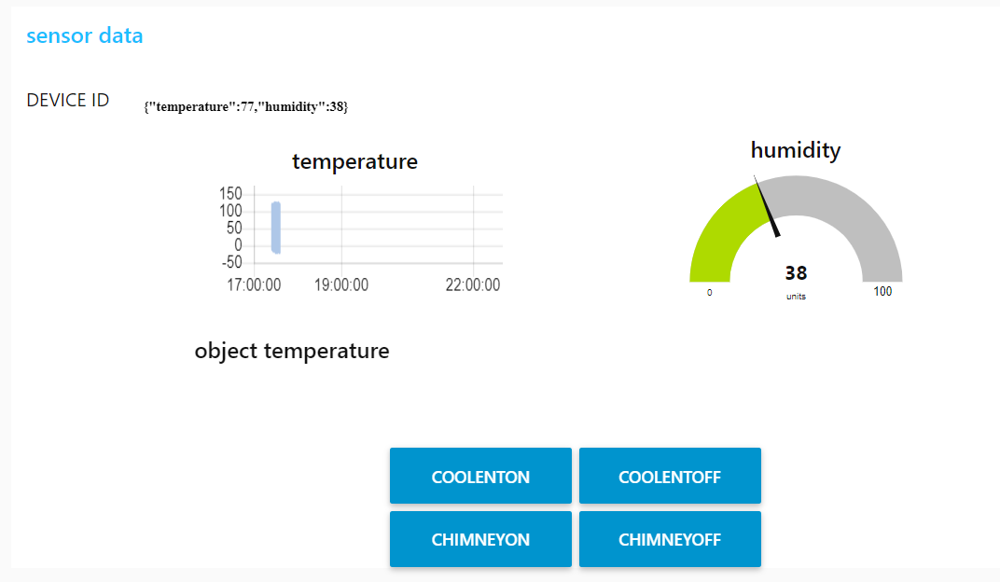 sensor data
DEVICE ID {"temperature":77,"humidity":38}
temperature
150
100
50
0
-50
17:00:00 19:00:00 22:00:00
humidity
38
0 units 100
object temperature
COOLENTON COOLENTOFF
CHIMNEYON CHIMNEYOFF